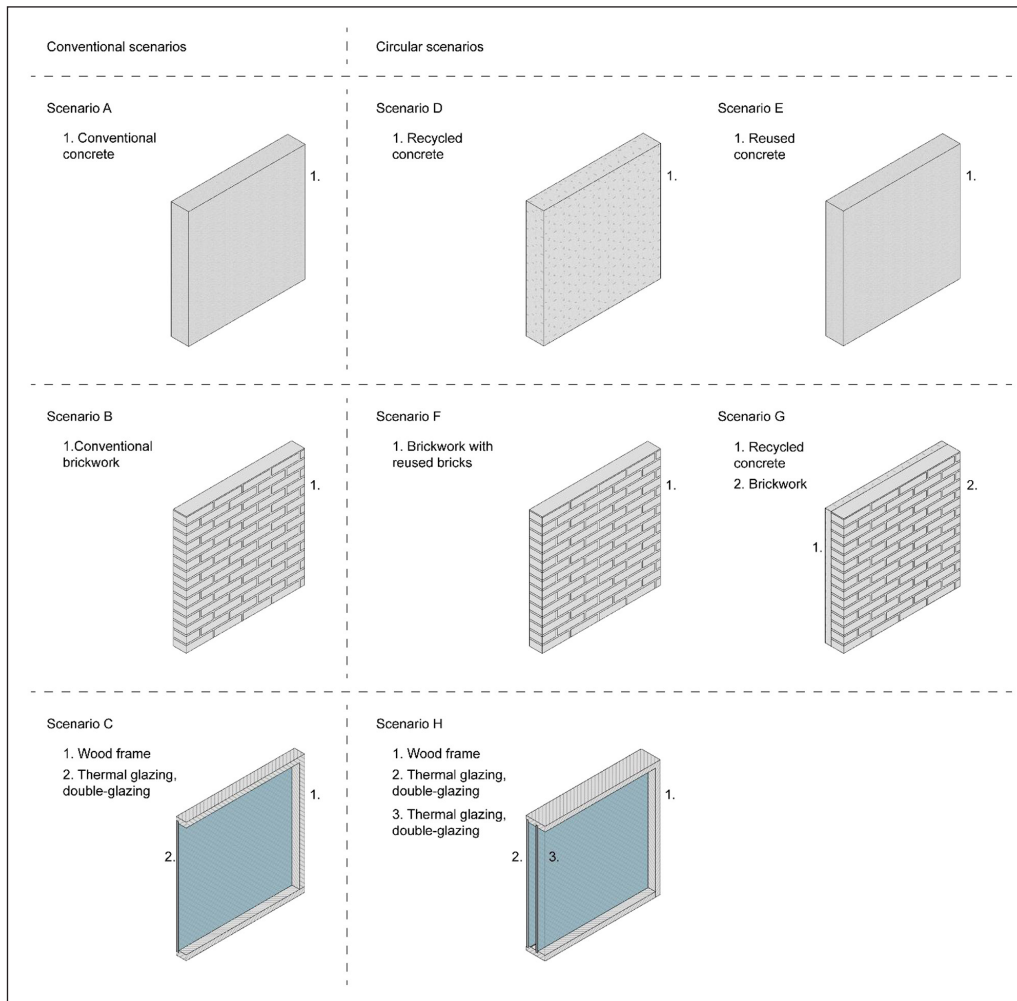 Conventional scenarios
Circular scenarios
Scenario A
1. Conventional
concrete
1.
Scenario D
1. Recycled
concrete
1.
Scenario E
1. Reused
concrete
1.
Scenario B
1.Conventional
brickwork
1.
Scenario F
1. Brickwork with
reused bricks
1.
Scenario G
1. Recycled
concrete
2. Brickwork
2.
1.
Scenario C
1. Wood frame
2. Thermal glazing,
double-glazing
1.
2.
Scenario H
1. Wood frame
2. Thermal glazing,
double-glazing
3. Thermal glazing,
double-glazing
1.
2.
3.